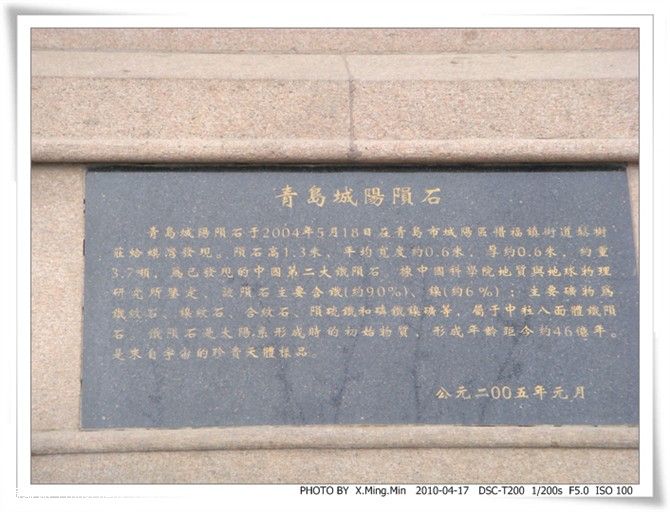 青島城陽隕石
青島城陽隕石于2004年5月18日在青島市城陽區惜福鎮街道鬆樹
莊蛤蟆灣發現。隕石高1.3米，平均寬度約0.6米，厚約0.6米，約重
3.7噸，為已發現的中國第二大鐵隕石。據中國科學院地質與地球物理
研究所鑒定，該隕石主要含鐵(約90%)、鎳(約6%)；主要礦物為
鐵紋石、鎳紋石、合紋石、隕硫鐵和磷鐵鎳礦等，屬于中粒八面體鐵隕
石。鐵隕石是太陽系形成時的初始物質，形成年齡距今約46億年。
是來自宇宙的珍貴天體樣品。
公元二00五年元月
PHOTO BY X.Ming.Min 2010-04-17 DSC-T200 1/200s F5.0 ISO 100